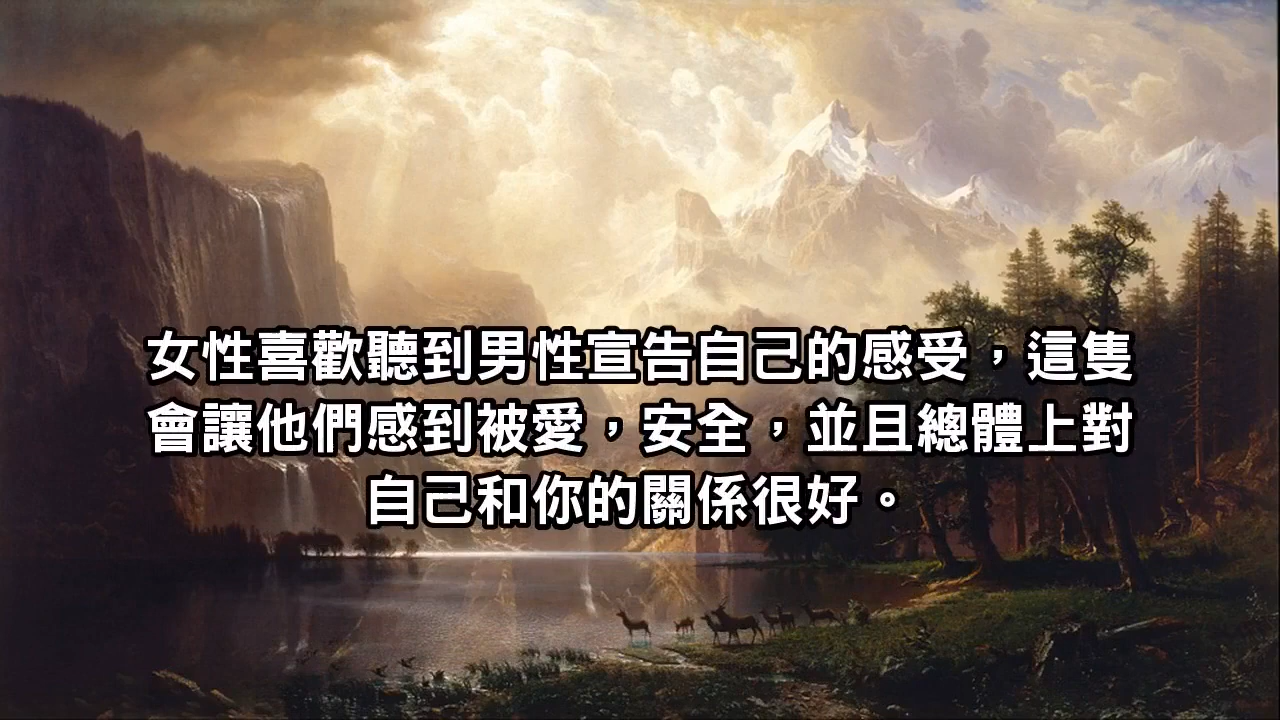 女性喜歡聽到男性宣告自己的感受，這隻
會讓他們感到被愛，安全，並且總體上對
自己和你的關係很好。